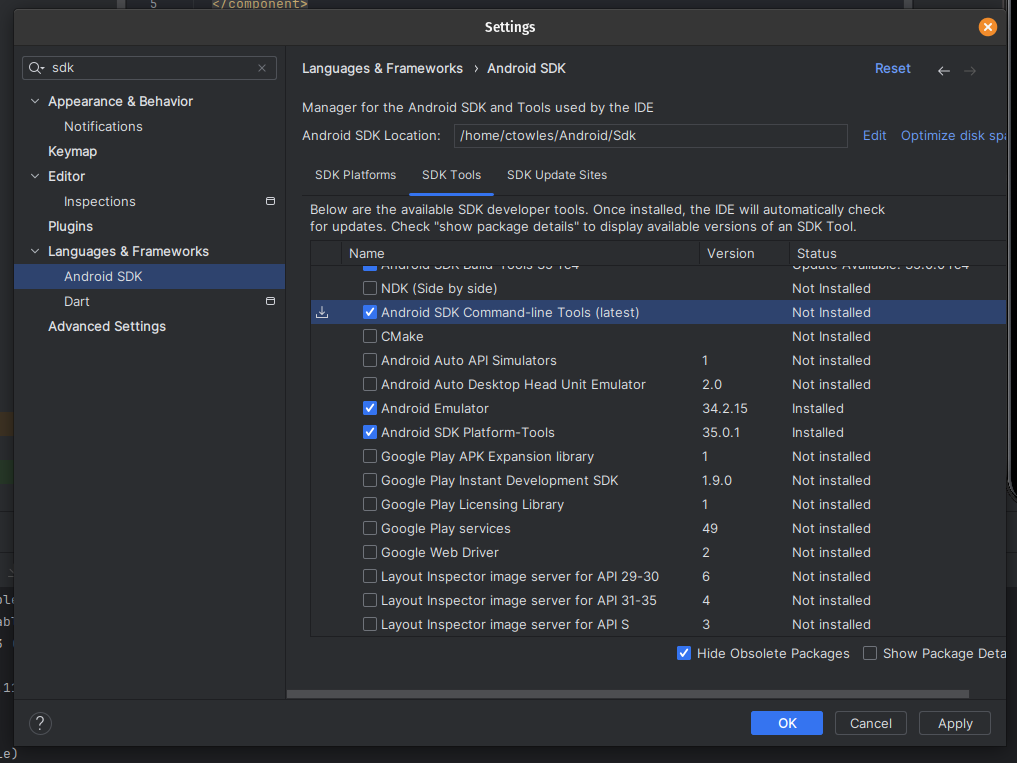 5 </component>
Settings
sdk
Appearance & Behavior
Notifications
Keymap
Editor
Inspections
Plugins
Languages & Frameworks
Android SDK
Dart
Advanced Settings
Languages & Frameworks › Android SDK
Reset
Manager for the Android SDK and Tools used by the IDE
Android SDK Location: /home/ctowles/Android/Sdk Edit Optimize disk spa
SDK Platforms SDK Tools SDK Update Sites
Below are the available SDK developer tools. Once installed, the IDE will automatically check
for updates. Check "show package details" to display available versions of an SDK Tool.
Name Version Status
Android SDK Build-Tools
NDK (Side by side) Not Installed
Android SDK Command-line Tools (latest) Not Installed
CMake Not Installed
Android Auto API Simulators 1 Not installed
Android Auto Desktop Head Unit Emulator 2.0 Not installed
Android Emulator 34.2.15 Installed
Android SDK Platform-Tools 35.0.1 Installed
Google Play APK Expansion library 1 Not installed
Google Play Instant Development SDK 1.9.0 Not installed
Google Play Licensing Library 1 Not installed
Google Play services 49 Not installed
Google Web Driver 2 Not installed
Layout Inspector image server for API 29-30 6 Not installed
Layout Inspector image server for API 31-35 4 Not installed
Layout Inspector image server for API S 3 Not installed
Hide Obsolete Packages Show Package Deta
? OK Cancel Apply